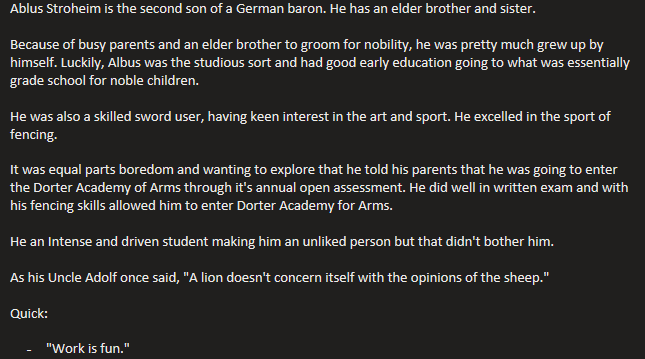 Ablus Stroheim is the second son of a German baron. He has an elder brother and sister.
Because of busy parents and an elder brother to groom for nobility, he was pretty much grew up by
himself. Luckily, Albus was the studious sort and had good early education going to what was essentially
grade school for noble children.
He was also a skilled sword user, having keen interest in the art and sport. He excelled in the sport of
fencing.
It was equal parts boredom and wanting to explore that he told his parents that he was going to enter
the Dorter Academy of Arms through it's annual open assessment. He did well in written exam and with
his fencing skills allowed him to enter Dorter Academy for Arms.
He an Intense and driven student making him an unliked person but that didn't bother him.
As his Uncle Adolf once said, "A lion doesn't concern itself with the opinions of the sheep."
Quick:
- "Work is fun."